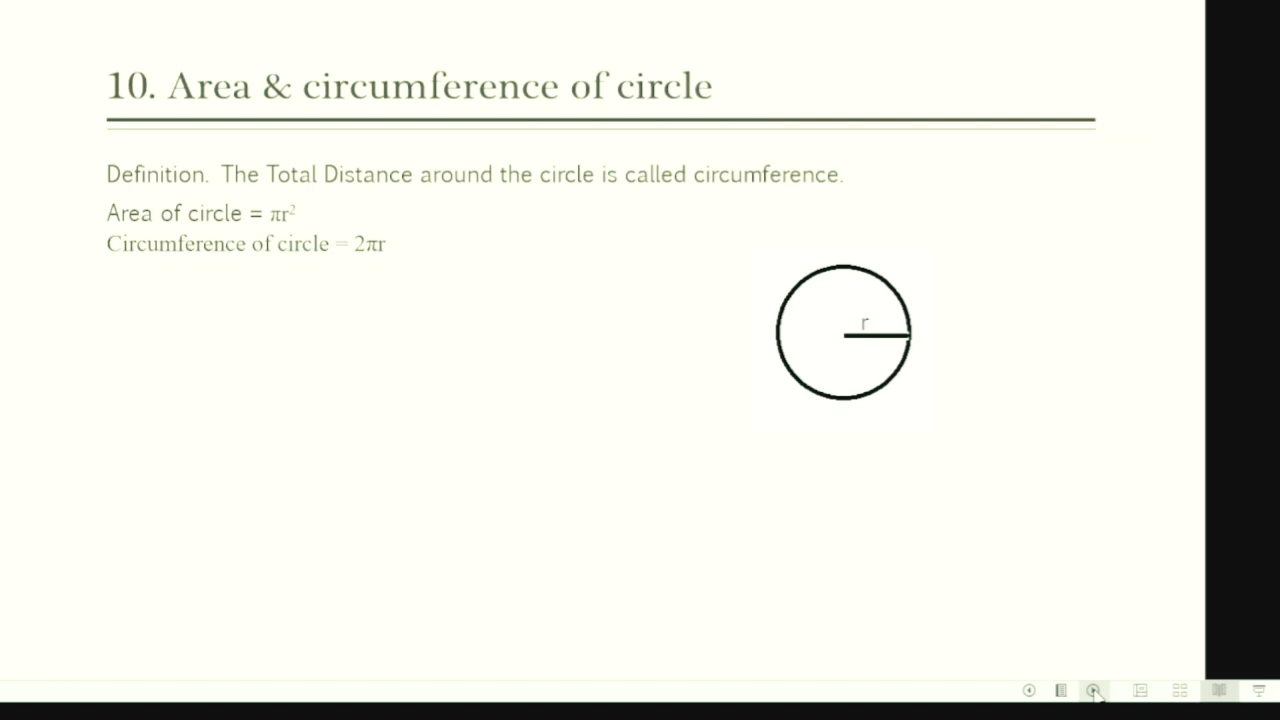 10. Area & circumference of circle
Definition. The Total Distance around the circle is called circumference.
Area of circle = πr²
Circumference of circle = 2πr
r